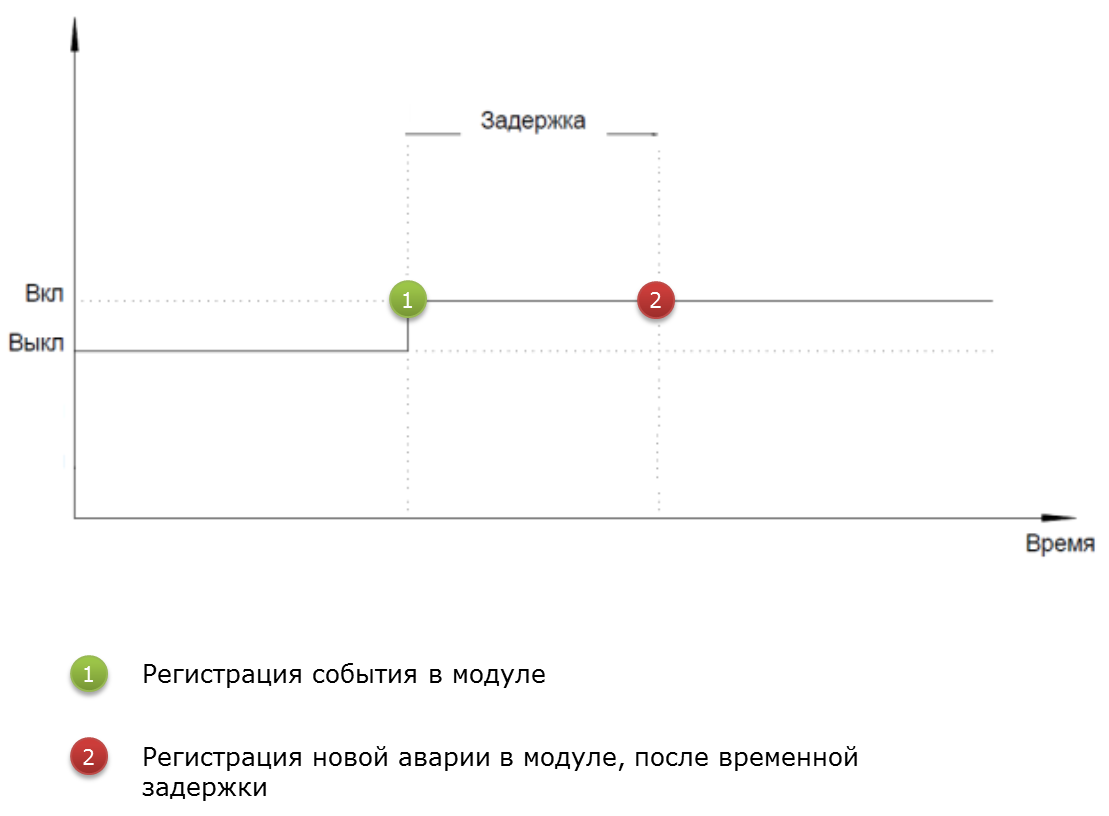 Задержка
Вкл
1
2
Выкл
Время
1 Регистрация события в модуле
2 Регистрация новой аварии в модуле, после временной
задержки